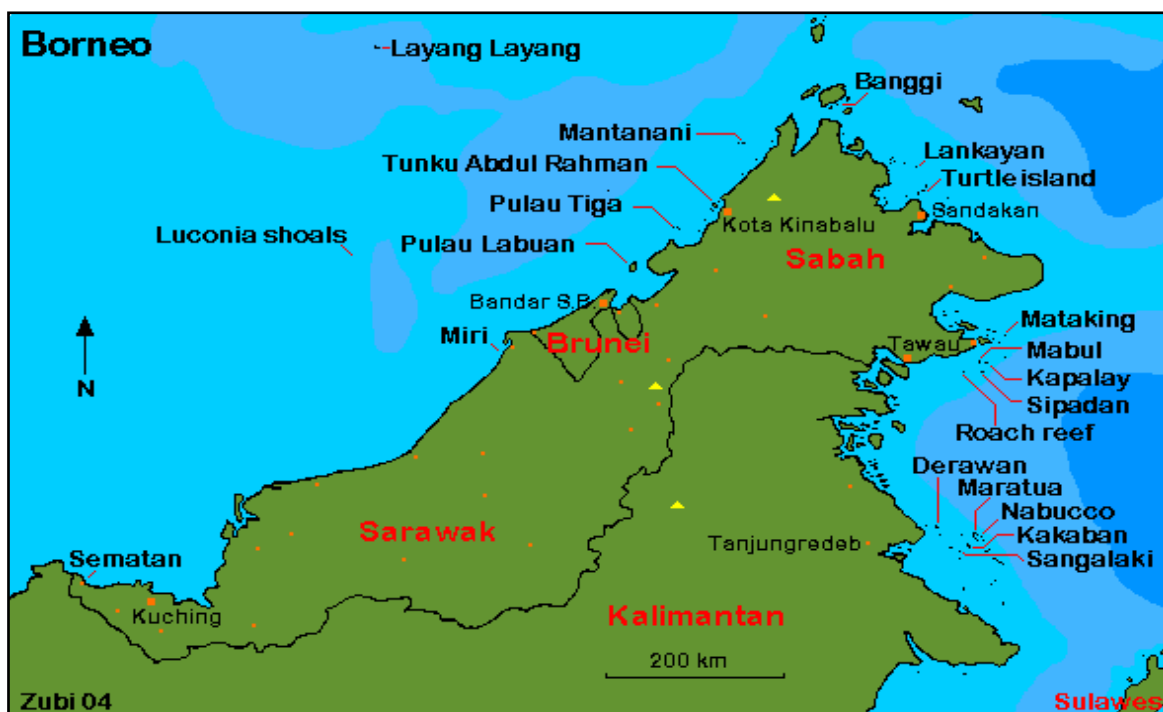 Borneo
Layang Layang
Banggi
Mantanani
Lankayan
Tunku Abdul Rahman
Turtle island
Pulau Tiga
Sandakan
Kota Kinabalu
Luconia shoals
Pulau Labuan
Sabah
Bandar S.B.
Mataking
Miri
Brunei
Tawau
Mabul
Kapalay
N
Sipadan
Roach reef
Derawan
Maratua
Nabucco
Sarawak
Kakaban
Tanjungredeb
Sangalaki
Sematan
Kuching
Kalimantan
200 km
Zubi 04
Sulawes